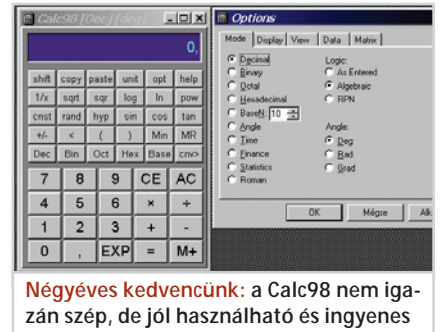 Calc98 [Dec] [deg]
0,
shift copy paste unit opt help
1/x sqrt sqr log ln pow
cnst rand hyp sin cos tan
+/- < ( ) Min MR
Dec Bin Oct Hex Base cnv>
7 8 9 CE AC
4 5 6 × ÷
1 2 3 + -
0 , EXP = M+
Options
Mode Display View Data Matrix
Decimal
Binary
Octal
Hexadecimal
BaseN: 10
Angle
Time
Finance
Statistics
Roman
Logic:
As Entered
Algebraic
RPN
Angle:
Deg
Rad
Grad
OK Mégse Alk
Négyéves kedvencünk: a Calc98 nem iga-
zán szép, de jól használható és ingyenes